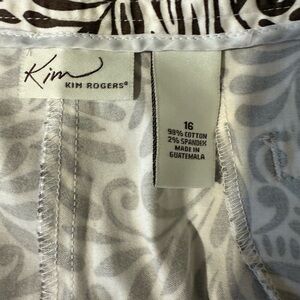 Kim
KIM ROGERS®
16
98% COTTON
2% SPANDEX
MADE IN
GUATEMALA